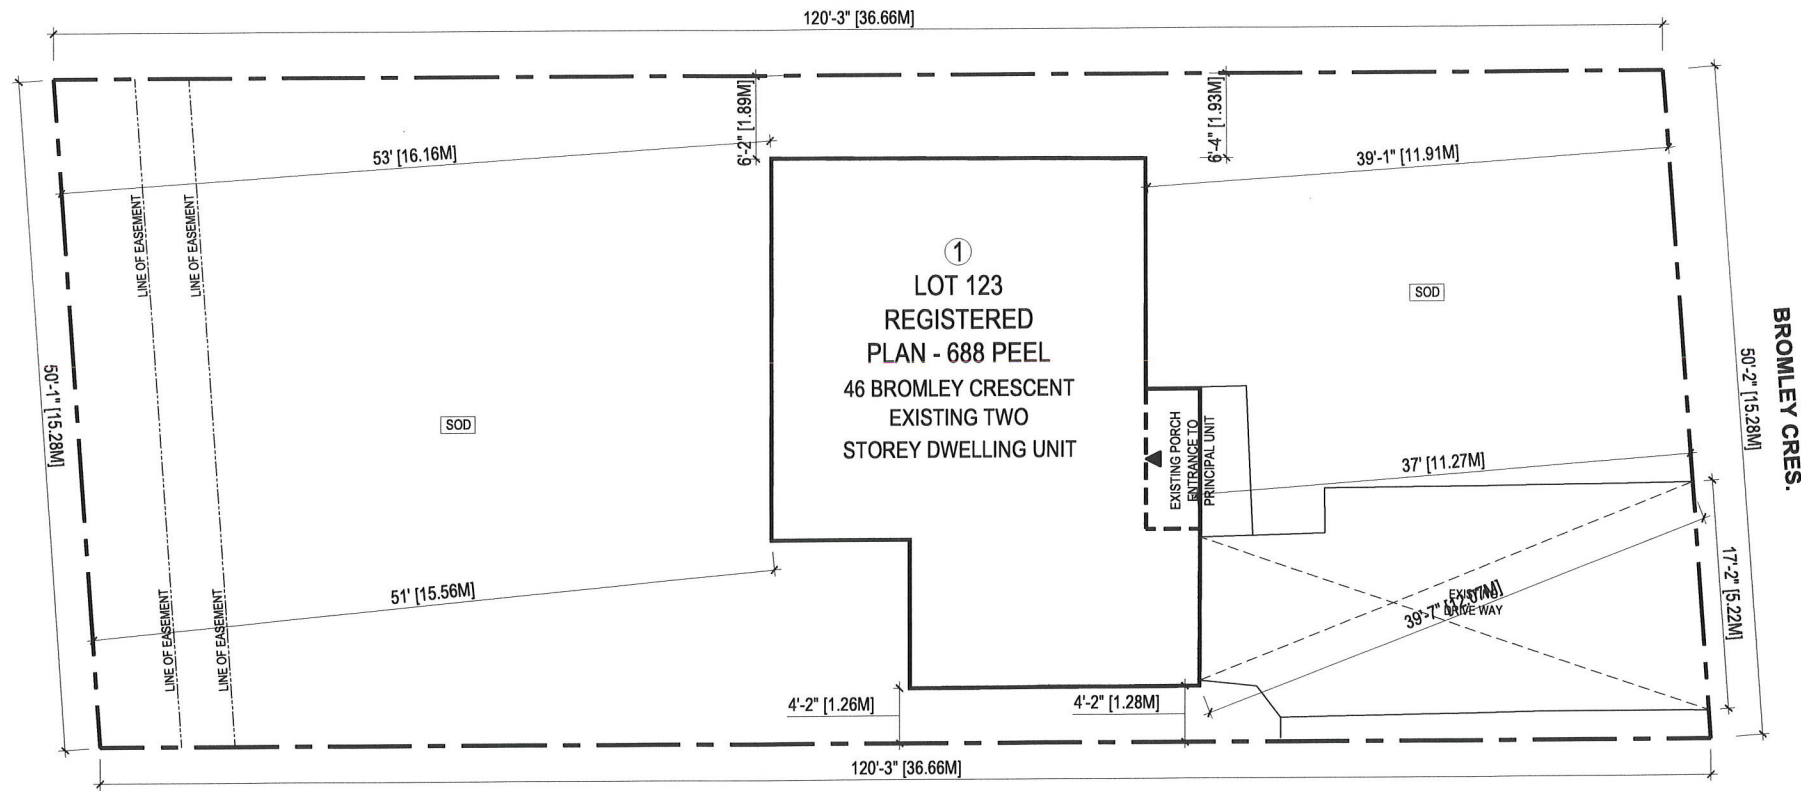 120'-3" [36.66M]
6'-2" [1.89M]
6'-4" [1.93M]
53' [16.16M]
39'-1" [11.91M]
LINE OF EASEMENT
LINE OF EASEMENT
1
LOT 123
REGISTERED
PLAN - 688 PEEL
46 BROMLEY CRESCENT
EXISTING TWO
STOREY DWELLING UNIT
SOD
SOD
50'-1" [15.28M]
50'-2" [15.28M]
BROMLEY CRES.
EXISTING PORCH
ENTRANCE TO
PRINCIPAL UNIT
37' [11.27M]
51' [15.56M]
LINE OF EASEMENT
LINE OF EASEMENT
17'-2" [5.22M]
EXISTING
DRIVE WAY
39'-7" [12.07M]
4'-2" [1.26M]
4'-2" [1.28M]
120'-3" [36.66M]